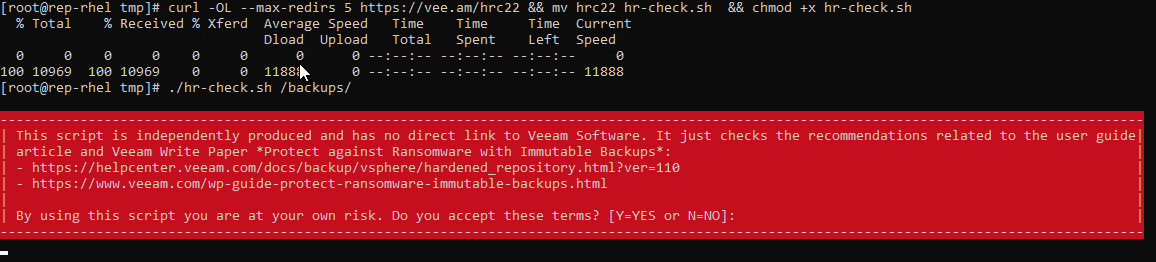 [root@rep-rhel tmp]# curl -OL --max-redirs 5 https://vee.am/hrc22 && mv hrc22 hr-check.sh  && chmod +x hr-check.sh
  % Total    % Received % Xferd  Average Speed   Time    Time     Time  Current
                                 Dload  Upload   Total   Spent    Left  Speed
  0     0    0     0    0     0      0      0 --:--:-- --:--:-- --:--:--     0
100 10969  100 10969    0     0  11888      0 --:--:-- --:--:-- --:--:-- 11888
[root@rep-rhel tmp]# ./hr-check.sh /backups/
| This script is independently produced and has no direct link to Veeam Software. It just checks the recommendations related to the user guide|
| article and Veeam Write Paper *Protect against Ransomware with Immutable Backups*: |
| - https://helpcenter.veeam.com/docs/backup/vsphere/hardened_repository.html?ver=110 |
| - https://www.veeam.com/wp-guide-protect-ransomware-immutable-backups.html |
| By using this script you are at your own risk. Do you accept these terms? [Y=YES or N=NO]: |